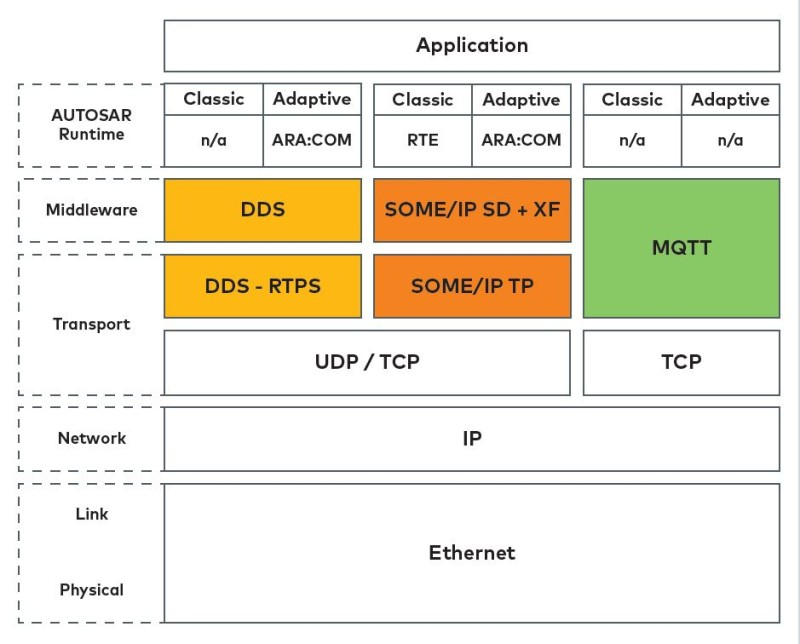 Application
AUTOSAR
Runtime
Classic Adaptive Classic Adaptive Classic Adaptive
n/a ARA:COM RTE ARA:COM n/a n/a
Middleware DDS SOME/IP SD + XF MQTT
Transport DDS - RTPS SOME/IP TP
UDP / TCP TCP
Network IP
Link
Ethernet
Physical